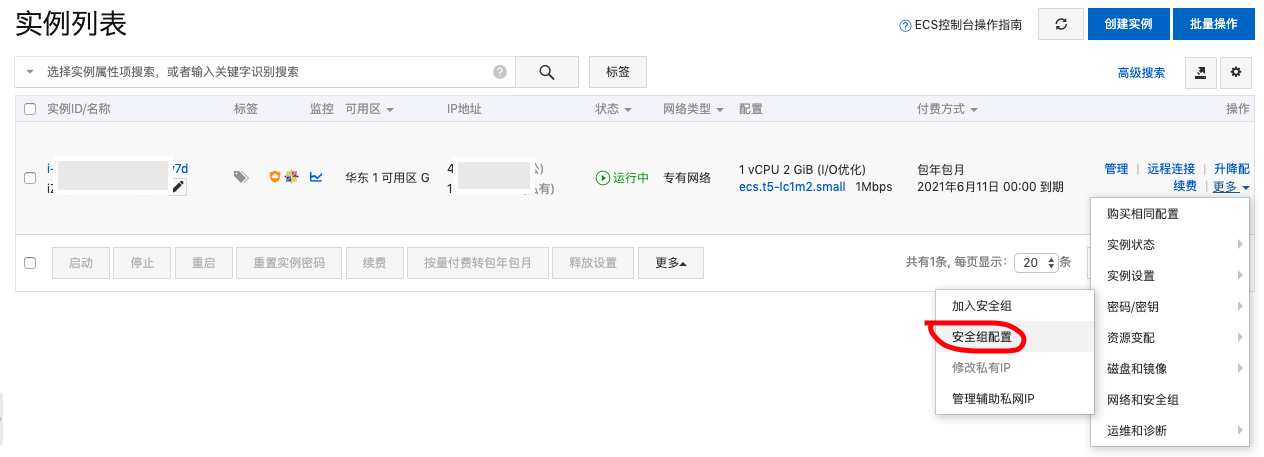 实例列表
ECS控制台操作指南 创建实例 批量操作
选择实例属性项搜索，或者输入关键字识别搜索 标签 高级搜索
实例ID/名称 标签 监控 可用区 IP地址 状态 网络类型 配置 付费方式 操作
i- v7d 4 公) 1 vCPU 2 GiB (I/O优化) 包年包月 管理 远程连接 升降配
华东 1 可用区 G 运行中 专有网络
1 有) ecs.t5-lc1m2.small 1Mbps 2021年6月11日 00:00 到期 续费 更多
购买相同配置
实例状态
启动 停止 重启 重置实例密码 续费 按量付费转包年包月 释放设置 更多 共有1条, 每页显示： 20 条
实例设置
加入安全组
密码/密钥
安全组配置
资源变配
修改私有IP
磁盘和镜像
管理辅助私网IP
网络和安全组
运维和诊断